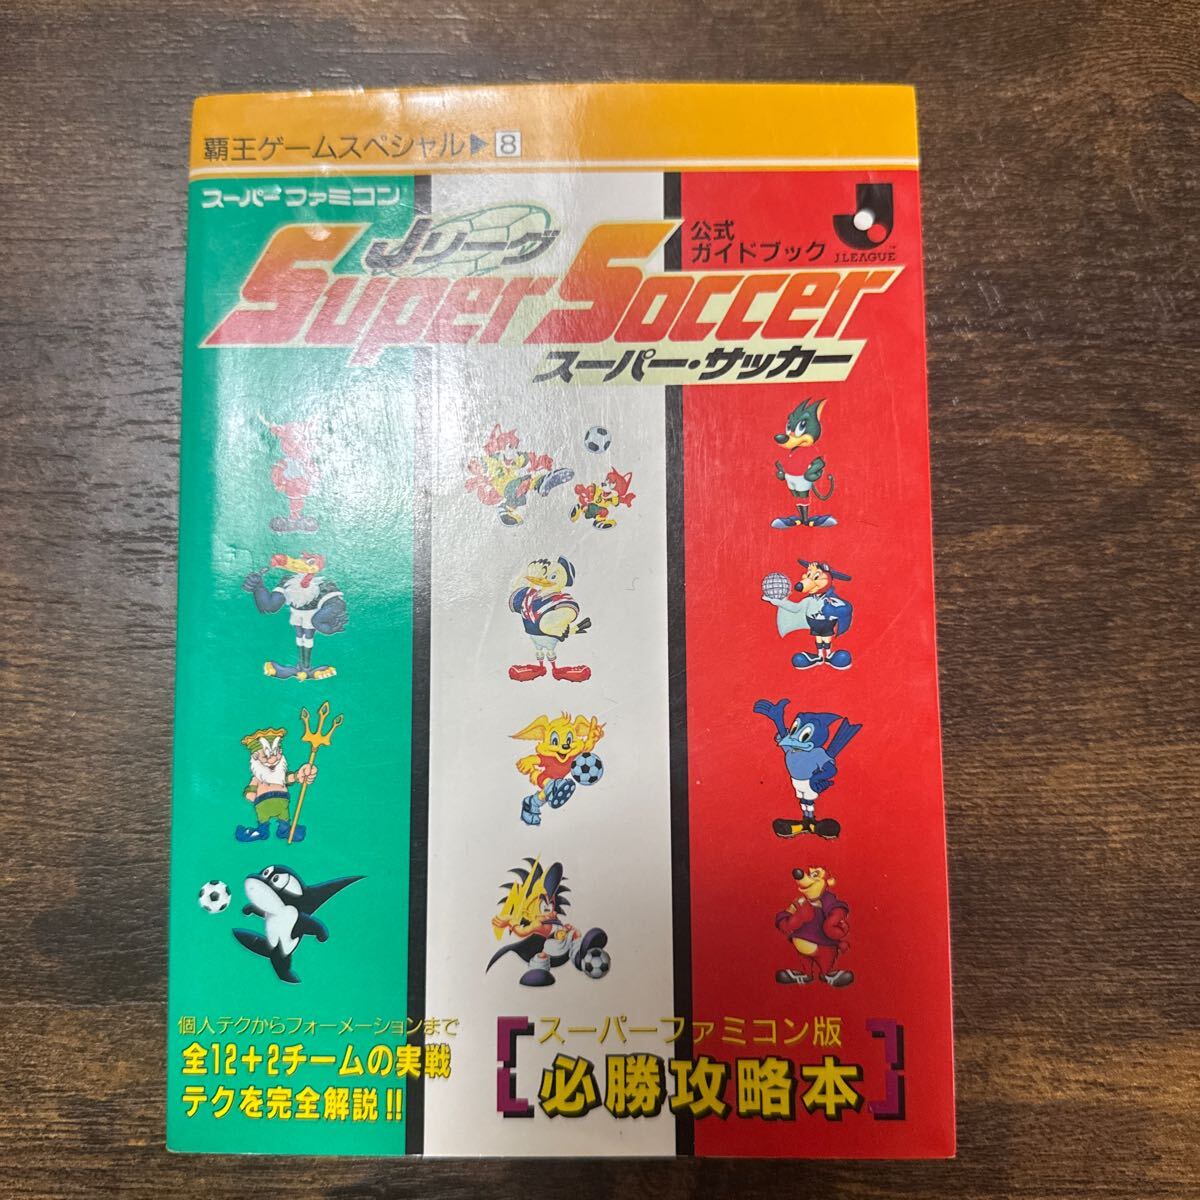 覇王ゲームスペシャル▶8
スーパーファミコン
Jリーグ
Super Soccer
スーパー・サッカー
公式
ガイドブック
J.LEAGUE™
個人テクからフォーメーションまで
全12+2チームの実戦
テクを完全解説!!
スーパーファミコン版
必勝攻略本